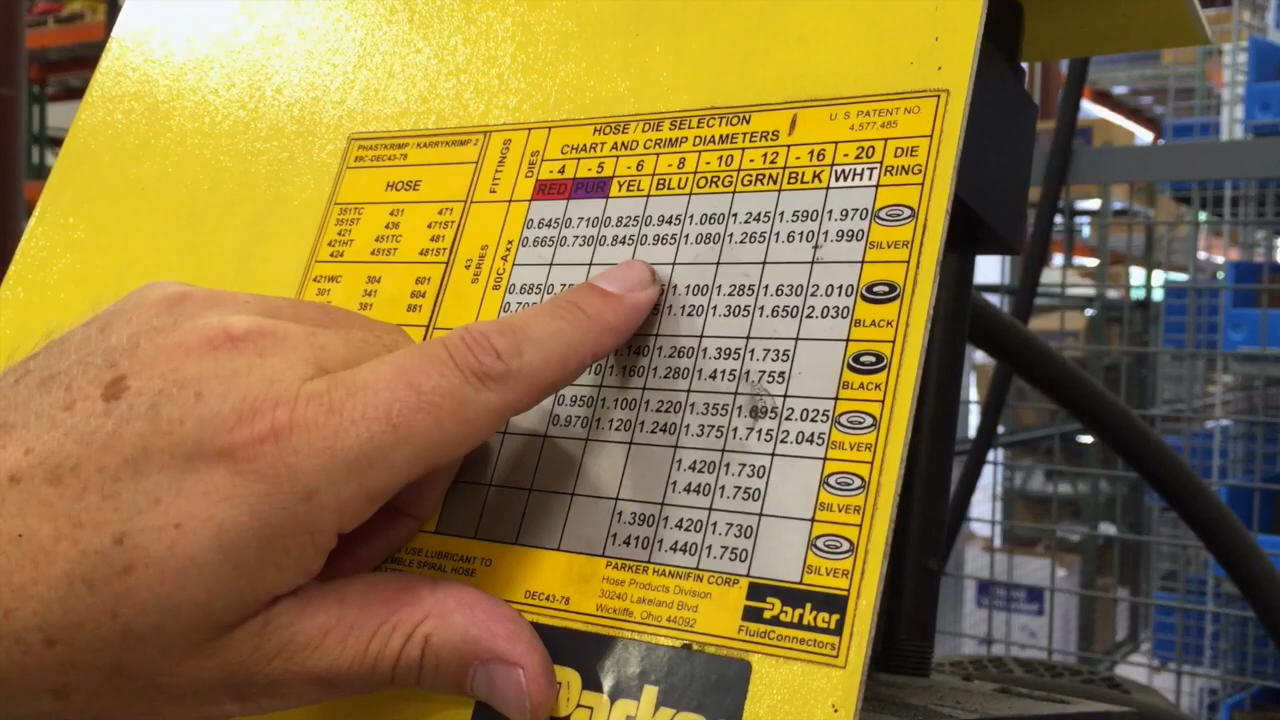 PHASTKRIMP / KARRYKRIMP 2
89C-DEC43-78
HOSE
FITTINGS
DIES
HOSE / DIE SELECTION
CHART AND CRIMP DIAMETERS
U.S. PATENT NO.
4,577,485
- 4 - 5 - 6 - 8 - 10 - 12 - 16 - 20 DIE
RED PUR YEL BLU ORG GRN BLK WHT RING
351TC 431 471
351ST 436 471ST
421 451TC 481
421HT 451ST 481ST
424
43
SERIES
80C-Axx
0.645 0.710 0.825 0.945 1.060 1.245 1.590 1.970
0.665 0.730 0.845 0.965 1.080 1.265 1.610 1.990
SILVER
421WC 304 601
301 341 604
381 681
0.685 1.100 1.285 1.630 2.010
1.120 1.305 1.650 2.030
BLACK
1.140 1.260 1.395 1.735
1.160 1.280 1.415 1.755
BLACK
0.950 1.100 1.220 1.355 1.695 2.025
0.970 1.120 1.240 1.375 1.715 2.045
SILVER
1.420 1.730
1.440 1.750
SILVER
1.390 1.420 1.730
1.410 1.440 1.750
SILVER
USE LUBRICANT TO
SPIRAL HOSE
DEC43-78
PARKER HANNIFIN CORP.
Hose Products Division
30240 Lakeland Blvd.
Wickliffe, Ohio 44092
Parker
FluidConnectors
Parker